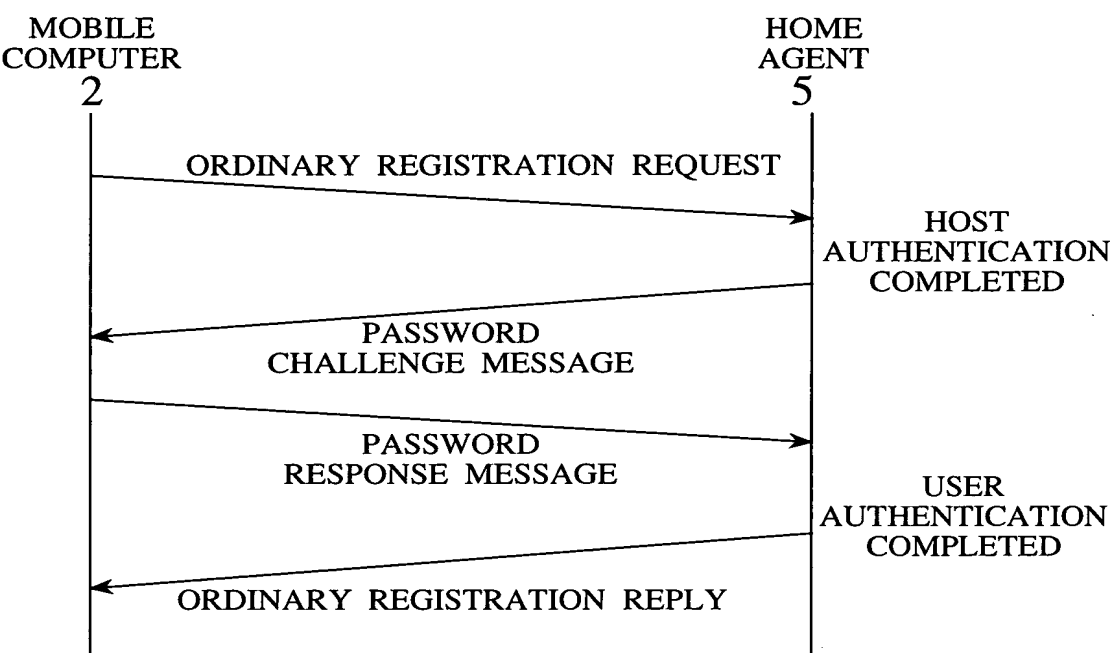 MOBILE
COMPUTER
2
HOME
AGENT
5
ORDINARY REGISTRATION REQUEST
HOST
AUTHENTICATION
COMPLETED
PASSWORD
CHALLENGE MESSAGE
PASSWORD
RESPONSE MESSAGE
USER
AUTHENTICATION
COMPLETED
ORDINARY REGISTRATION REPLY